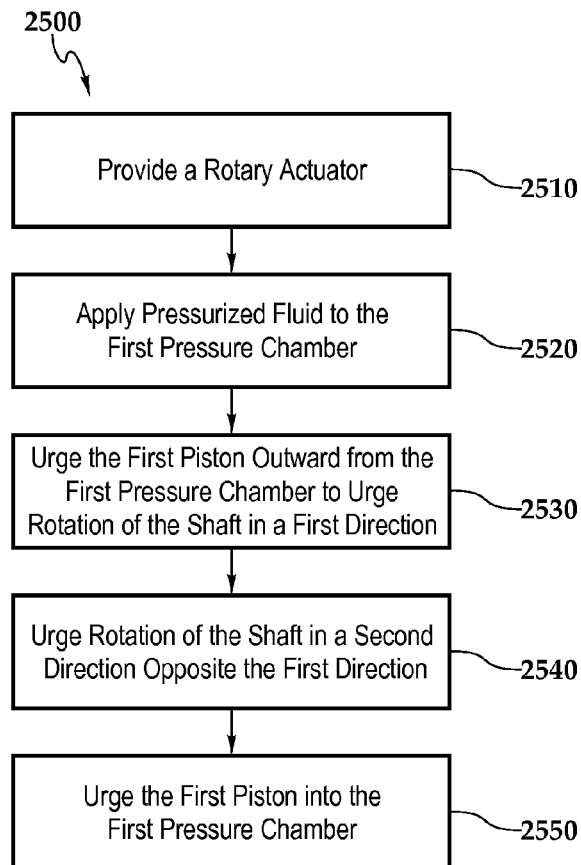 2500
Provide a Rotary Actuator
2510
Apply Pressurized Fluid to the
First Pressure Chamber
2520
Urge the First Piston Outward from the
First Pressure Chamber to Urge
Rotation of the Shaft in a First Direction
2530
Urge Rotation of the Shaft in a Second
Direction Opposite the First Direction
2540
Urge the First Piston into the
First Pressure Chamber
2550